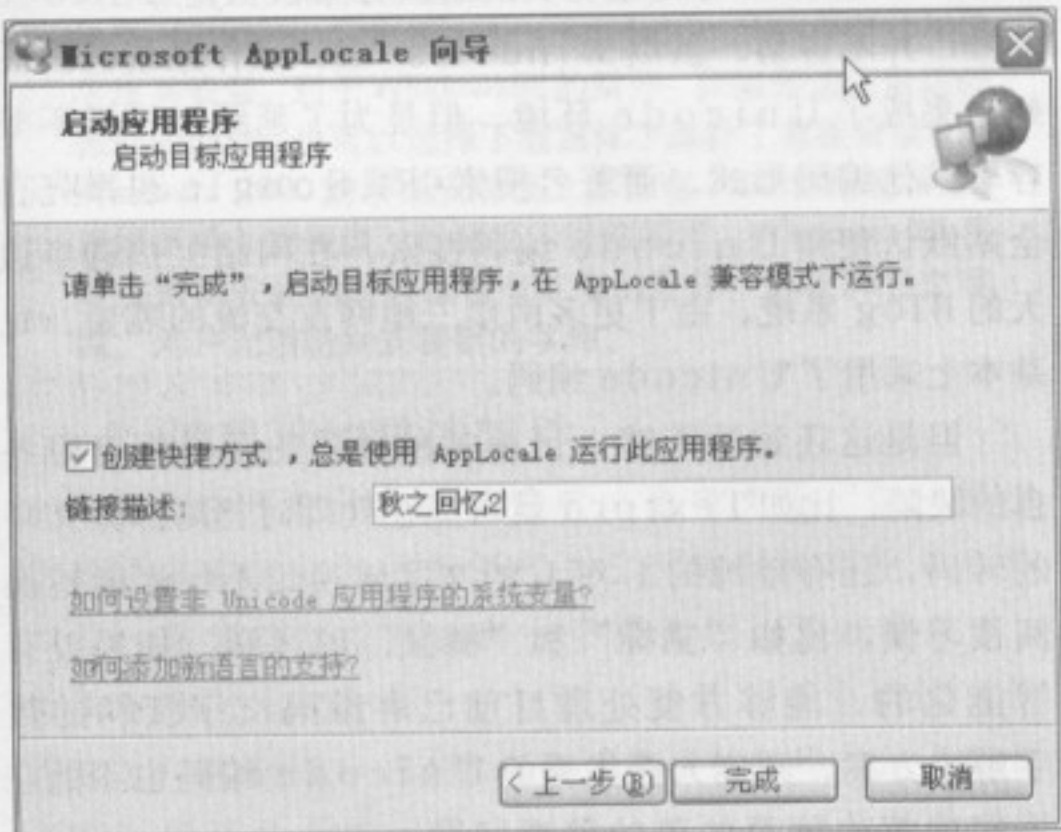 Microsoft AppLocale 向导
启动应用程序
启动目标应用程序
请单击“完成”，启动目标应用程序，在 AppLocale 兼容模式下运行。
创建快捷方式 ，总是使用 AppLocale 运行此应用程序。
链接描述:
秋之回忆2
如何设置非 Unicode 应用程序的系统变量?
如何添加新语言的支持?
< 上一步(B)
完成
取消